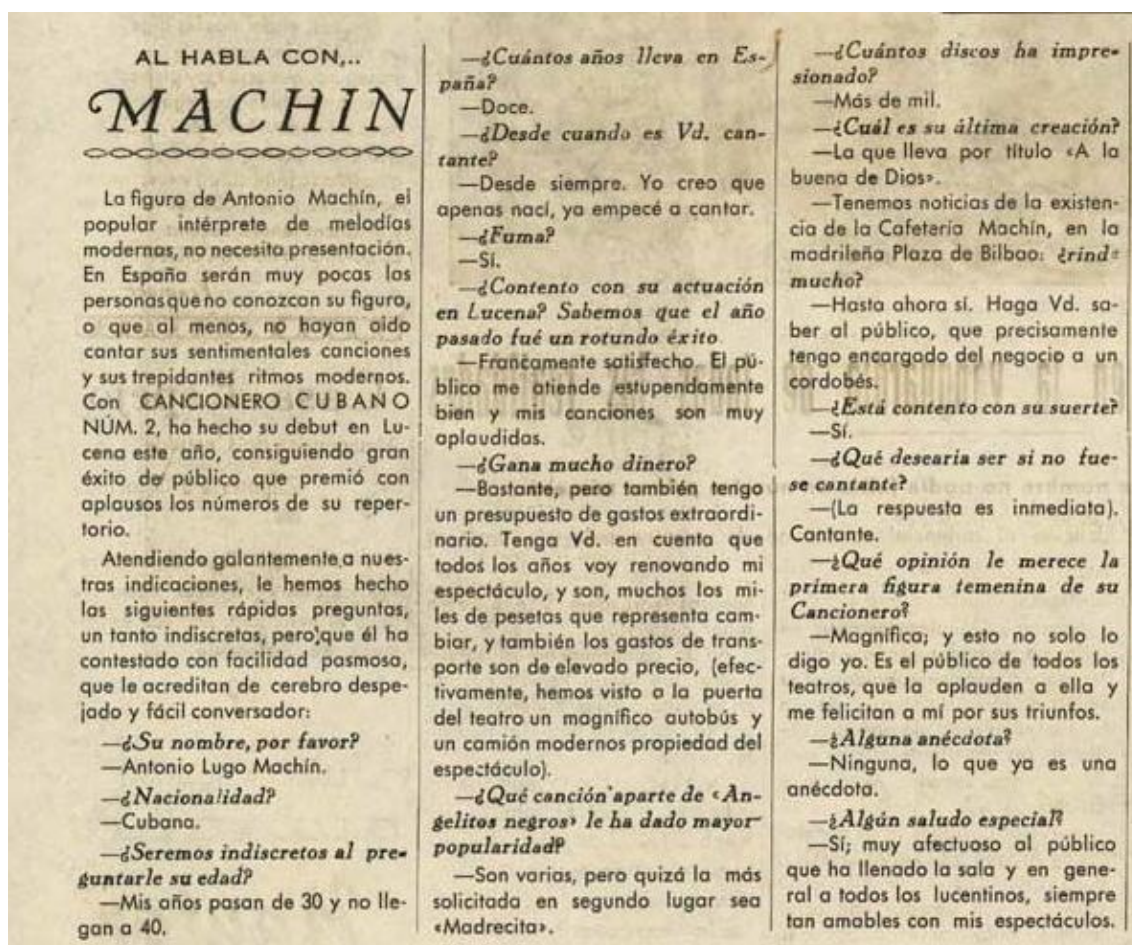 AL HABLA CON...
MACHIN
La figura de Antonio Machín, el
popular intérprete de melodías
modernas, no necesita presentación.
En España serán muy pocas las
personas que no conozcan su figura,
o que al menos, no hayan oido
cantar sus sentimentales canciones
y sus trepidantes ritmos modernos.
Con CANCIONERO CUBANO
NÚM. 2, ha hecho su debut en Lu-
cena este año, consiguiendo gran
éxito de público que premió con
aplausos los números de su reper-
torio.
Atendiendo galantemente a nues-
tras indicaciones, le hemos hecho
las siguientes rápidas preguntas,
un tanto indiscretas, pero que él ha
contestado con facilidad pasmosa,
que le acreditan de cerebro despe-
jado y fácil conversador:
—¿Su nombre, por favor?
—Antonio Lugo Machín.
—¿Nacionalidad?
—Cubana.
—¿Seremos indiscretos al pre-
guntarle su edad?
—Mis años pasan de 30 y no lle-
gan a 40.
—¿Cuántos años lleva en Es-
paña?
—Doce.
—¿Desde cuando es Vd. can-
tante?
—Desde siempre. Yo creo que
apenas nací, ya empecé a cantar.
—¿Fuma?
—Sí.
—¿Contento con su actuación
en Lucena? Sabemos que el año
pasado fué un rotundo éxito
—Francamente satisfecho. El pú-
blico me atiende estupendamente
bien y mis canciones son muy
aplaudidas.
—¿Gana mucho dinero?
—Bastante, pero también tengo
un presupuesto de gastos extraordi-
nario. Tenga Vd. en cuenta que
todos los años voy renovando mi
espectáculo, y son, muchos los mi-
les de pesetas que representa cam-
biar, y también los gastos de trans-
porte son de elevado precio, (efec-
tivamente, hemos visto a la puerta
del teatro un magnífico autobús y
un camión modernos propiedad del
espectáculo).
—¿Qué canción aparte de «An-
gelitos negros» le ha dado mayor
popularidad?
—Son varias, pero quizá la más
solicitada en segundo lugar sea
«Madrecita».
—¿Cuántos discos ha impre-
sionado?
—Más de mil.
—¿Cuál es su última creación?
—La que lleva por título «A la
buena de Dios».
—Tenemos noticias de la existen-
cia de la Cafetería Machín, en la
madrileña Plaza de Bilbao: ¿rinde
mucho?
—Hasta ahora sí. Haga Vd. sa-
ber al público, que precisamente
tengo encargado del negocio a un
cordobés.
—¿Está contento con su suerte?
—Sí.
—¿Qué desearia ser si no fue-
se cantante?
—(La respuesta es inmediata).
Cantante.
—¿Qué opinión le merece la
primera figura femenina de su
Cancionero?
—Magnífica; y esto no solo lo
digo yo. Es el público de todos los
teatros, que la aplauden a ella y
me felicitan a mí por sus triunfos.
—¿Alguna anécdota?
—Ninguna, lo que ya es una
anécdota.
—¿Algún saludo especial?
—Sí; muy afectuoso al público
que ha llenado la sala y en gene-
ral a todos los lucentinos, siempre
tan amables con mis espectáculos.